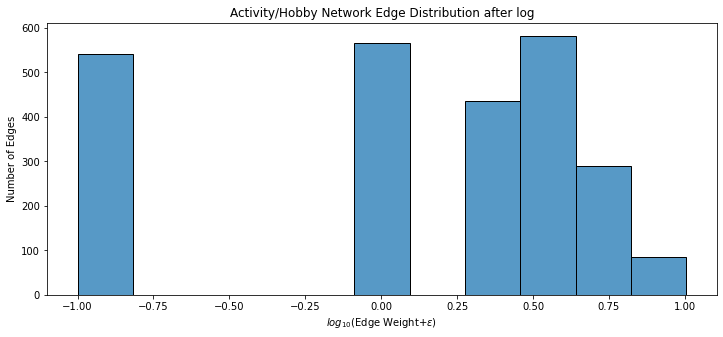 Activity/Hobby Network Edge Distribution after log
600
500
400
300
200
100
0
Number of Edges
−1.00 −0.75 −0.50 −0.25 0.00 0.25 0.50 0.75 1.00
log₁₀(Edge Weight+ε)